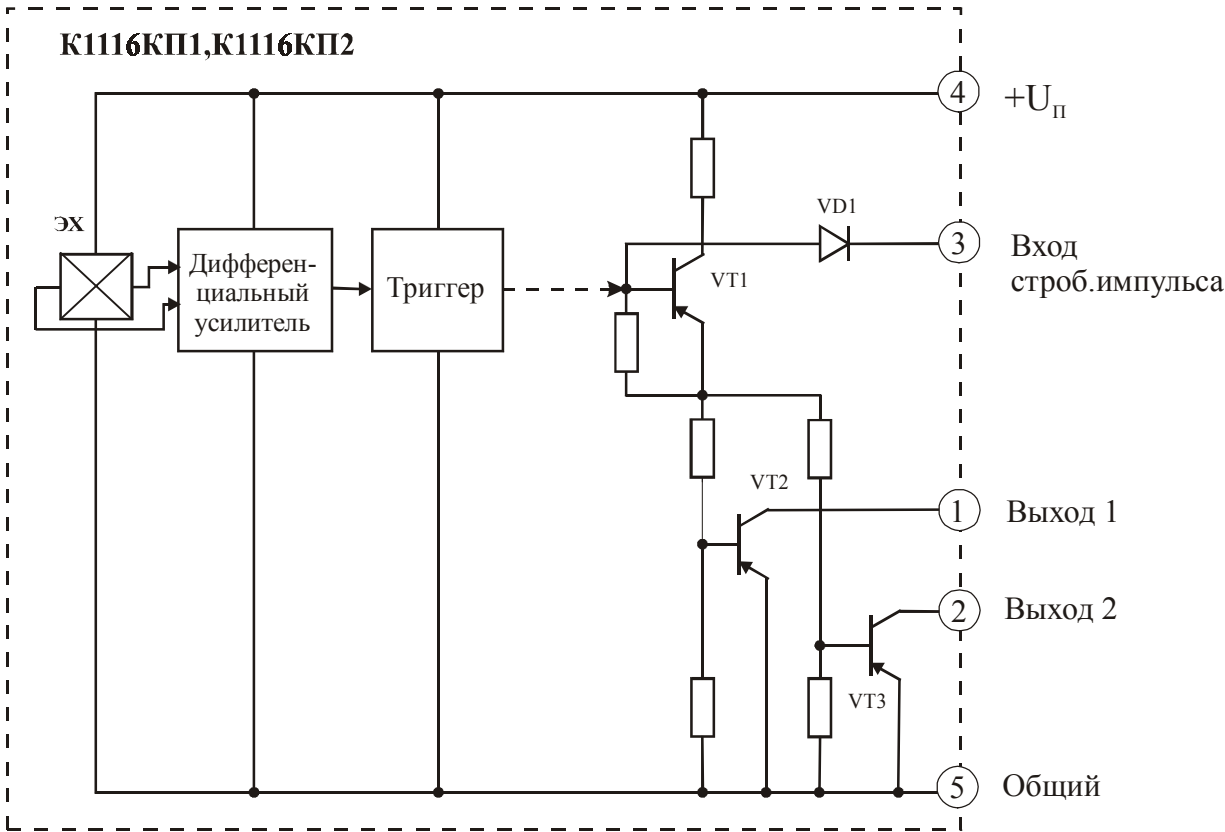 К1116КП1,К1116КП2
4
+UП
ЭХ
VD1
3
Вход
строб.импульса
Дифферен-
циальный
усилитель
Триггер
VT1
VT2
1
Выход 1
2
Выход 2
VT3
5
Общий